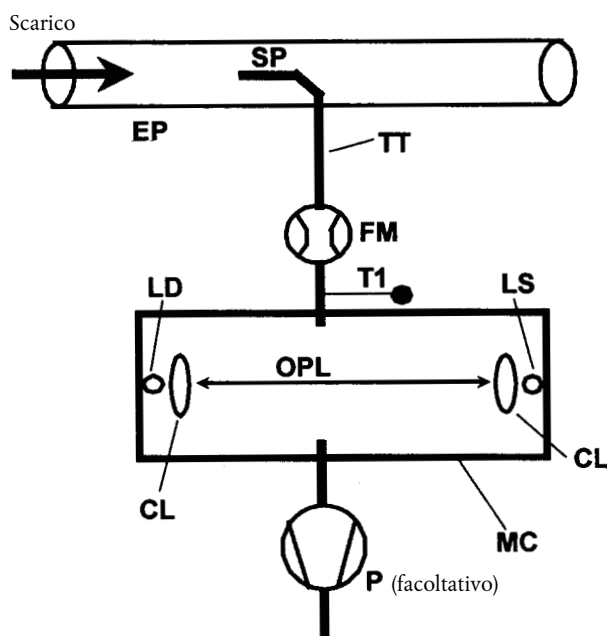 Scarico
SP
EP
TT
FM
T1
LD
LS
OPL
CL
CL
MC
P (facoltativo)